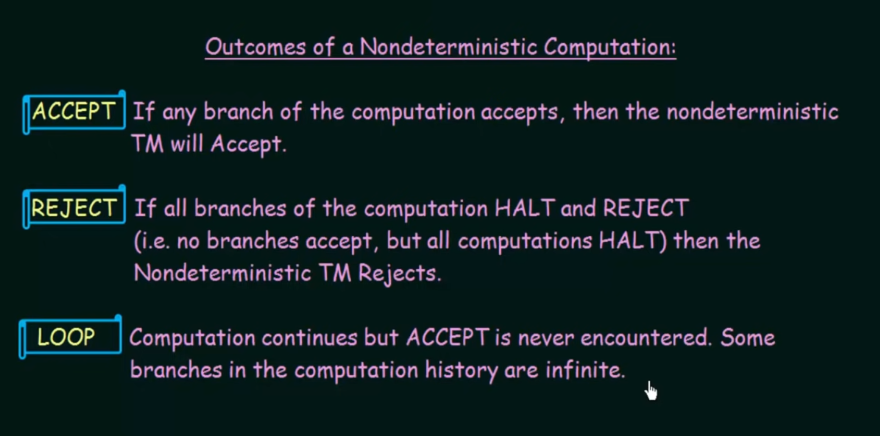 Outcomes of a Nondeterministic Computation:
ACCEPT If any branch of the computation accepts, then the nondeterministic
TM will Accept.
REJECT If all branches of the computation HALT and REJECT
(i.e. no branches accept, but all computations HALT) then the
Nondeterministic TM Rejects.
LOOP Computation continues but ACCEPT is never encountered. Some
branches in the computation history are infinite.